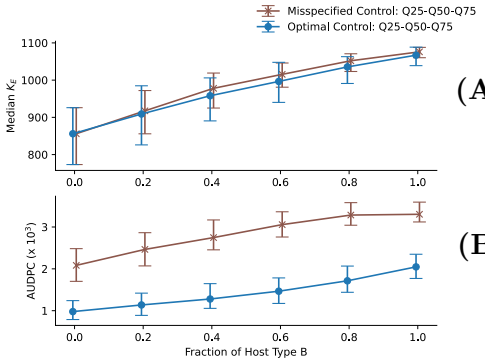 Misspecified Control: Q25-Q50-Q75
Optimal Control: Q25-Q50-Q75
1100
1000
900
800
Median K_E
0.0 0.2 0.4 0.6 0.8 1.0
(A
3
2
1
AUDPC (x 10³)
0.0 0.2 0.4 0.6 0.8 1.0
Fraction of Host Type B
(B